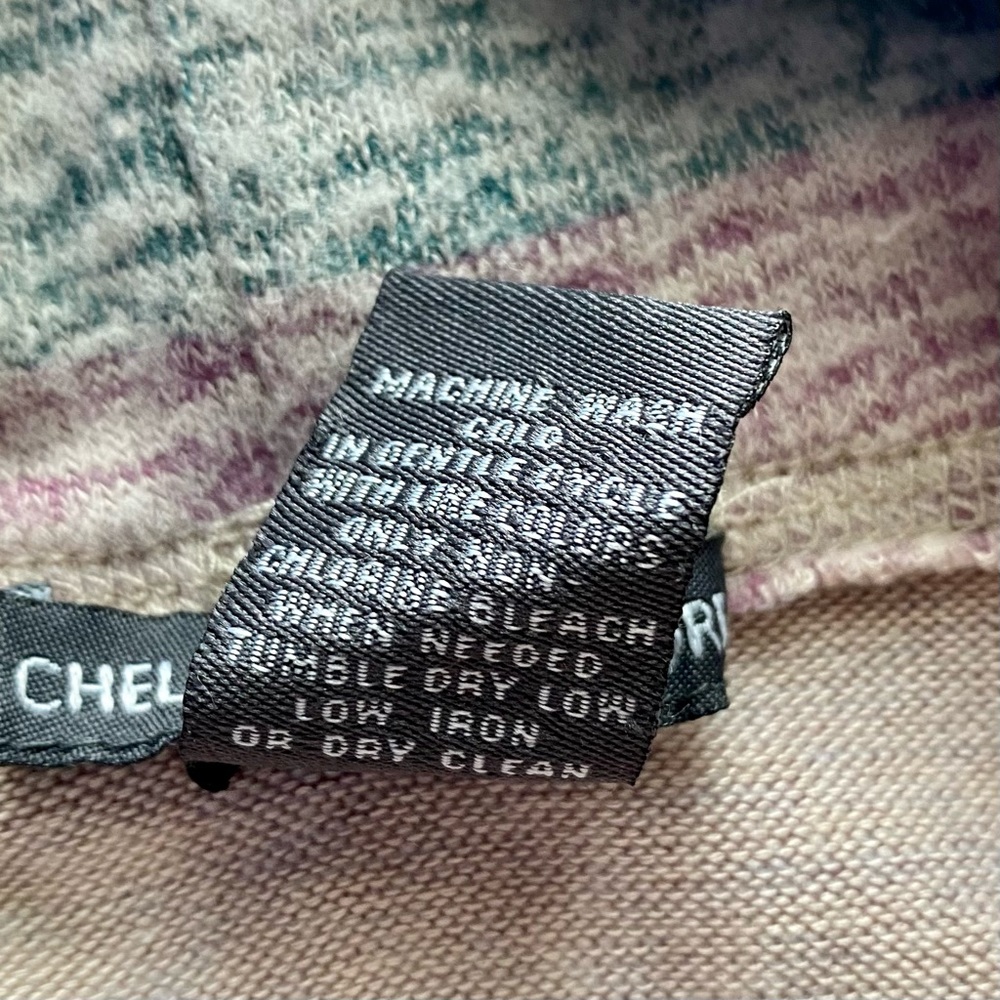 MACHINE WASH
COLD
IN GENTLE CYCLE
WITH LIKE COLORS
ONLY NON-
CHLORINE BLEACH
WHEN NEEDED
TUMBLE DRY LOW
LOW IRON
OR DRY CLEAN
CHEL